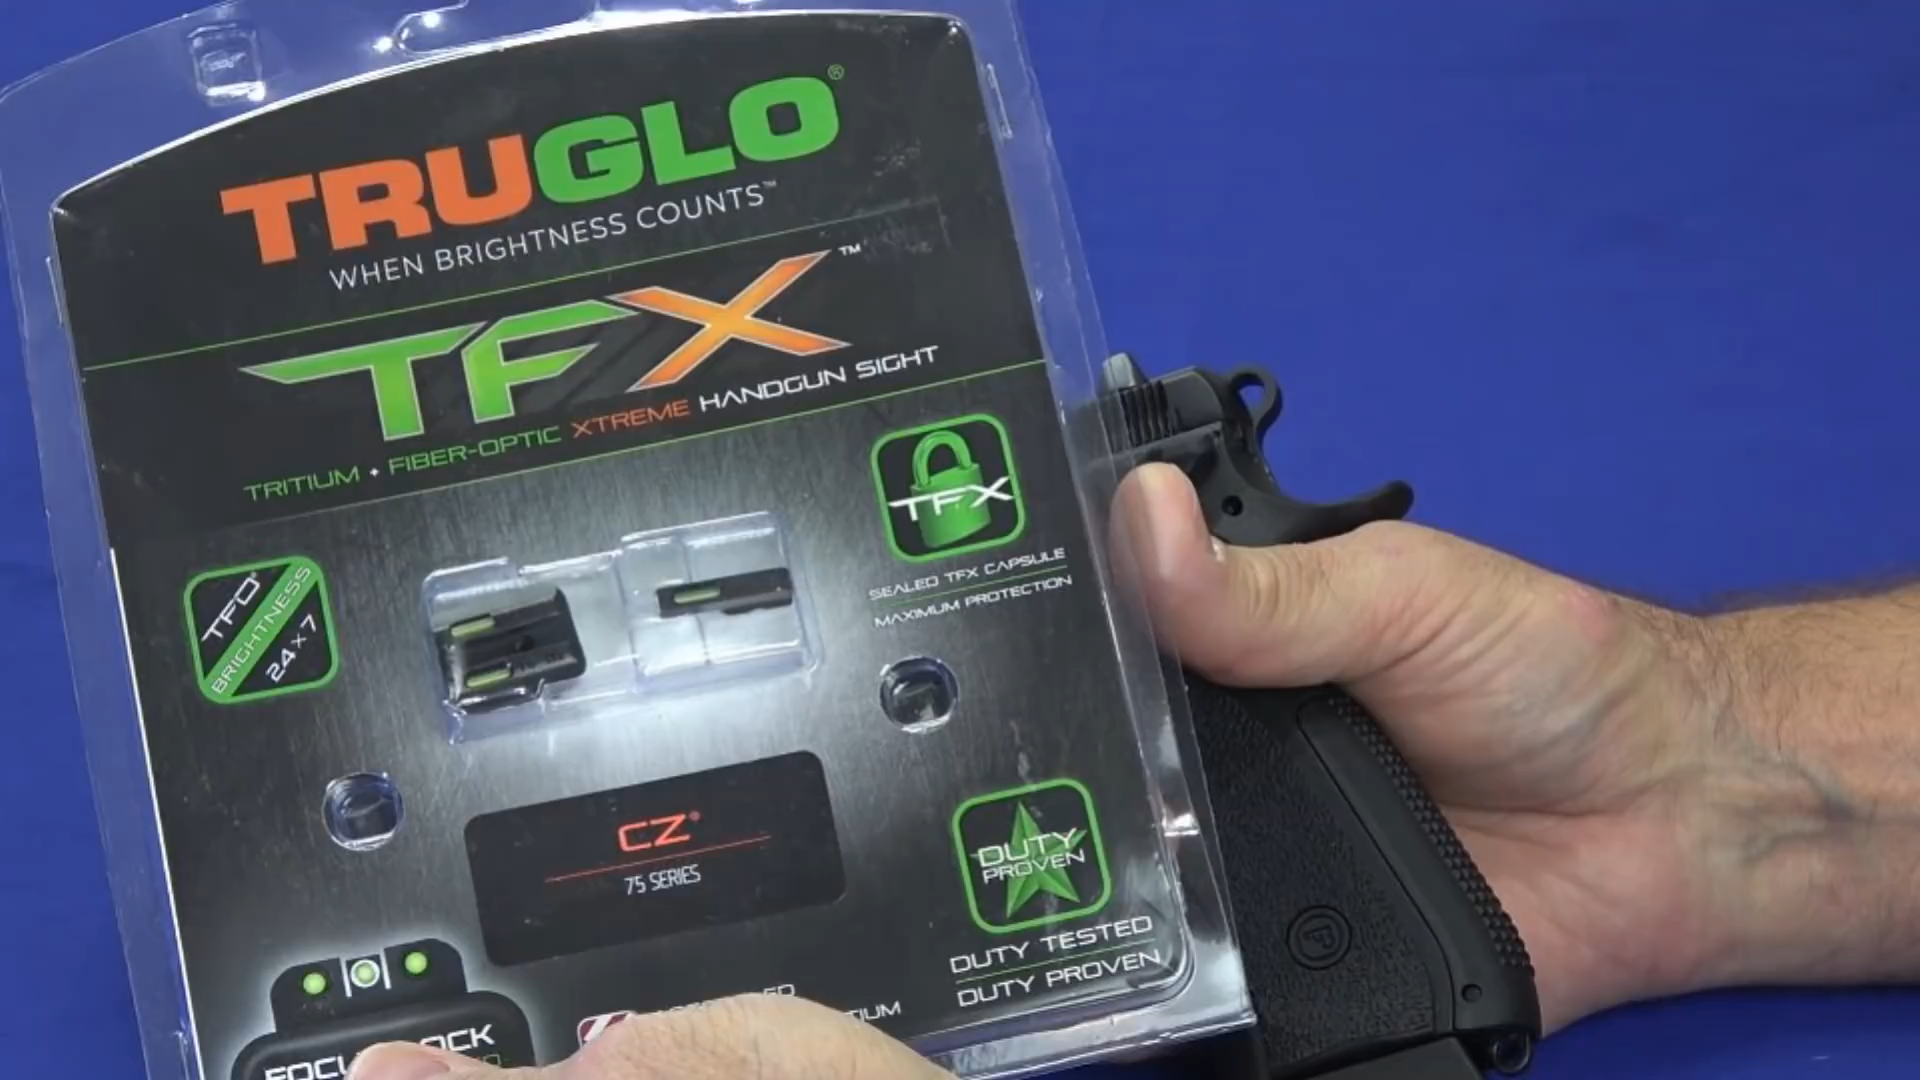 TRUGLO®
WHEN BRIGHTNESS COUNTS™
TFX™
TRITIUM + FIBER-OPTIC XTREME HANDGUN SIGHT
TFX
SEALED TFX CAPSULE
MAXIMUM PROTECTION
TFO®
BRIGHTNESS
24x7
CZ®
75 SERIES
DUTY
PROVEN
DUTY TESTED
DUTY PROVEN
P